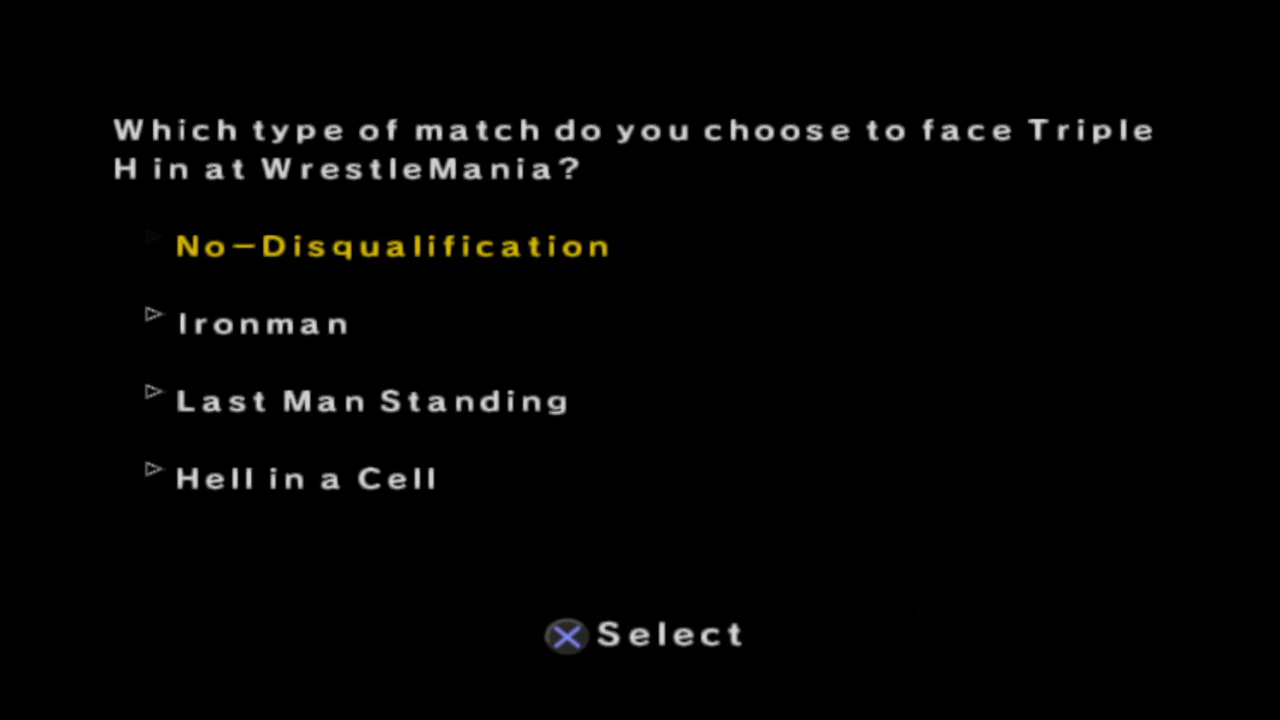 Which type of match do you choose to face Triple
H in at WrestleMania?
No-Disqualification
Ironman
Last Man Standing
Hell in a Cell
Select